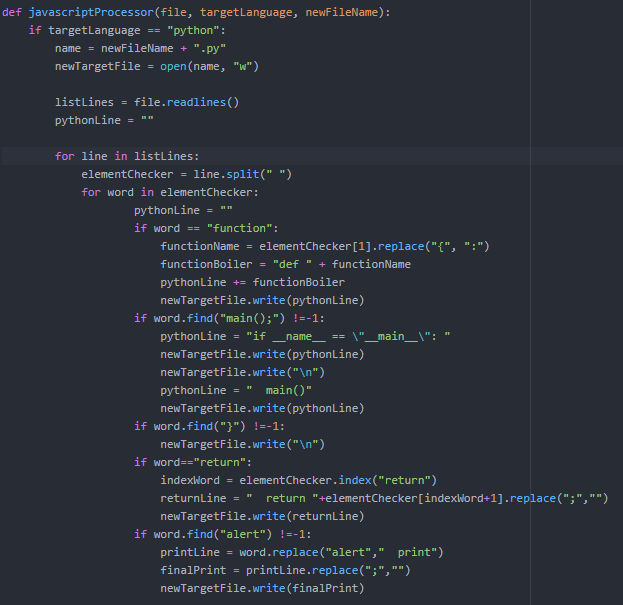 def javascriptProcessor(file, targetLanguage, newFileName):
    if targetLanguage == "python":
        name = newFileName + ".py"
        newTargetFile = open(name, "w")

        listLines = file.readlines()
        pythonLine = ""

        for line in listLines:
            elementChecker = line.split(" ")
            for word in elementChecker:
                    pythonLine = ""
                    if word == "function":
                        functionName = elementChecker[1].replace("{", ":")
                        functionBoiler = "def " + functionName
                        pythonLine += functionBoiler
                        newTargetFile.write(pythonLine)
                    if word.find("main();") !=-1:
                        pythonLine = "if __name__ == \"__main__\": "
                        newTargetFile.write(pythonLine)
                        newTargetFile.write("\n")
                        pythonLine = "  main()"
                        newTargetFile.write(pythonLine)
                    if word.find("}") !=-1:
                        newTargetFile.write("\n")
                    if word=="return":
                        indexWord = elementChecker.index("return")
                        returnLine = "  return "+elementChecker[indexWord+1].replace(";","")
                        newTargetFile.write(returnLine)
                    if word.find("alert") !=-1:
                        printLine = word.replace("alert","  print")
                        finalPrint = printLine.replace(";","")
                        newTargetFile.write(finalPrint)